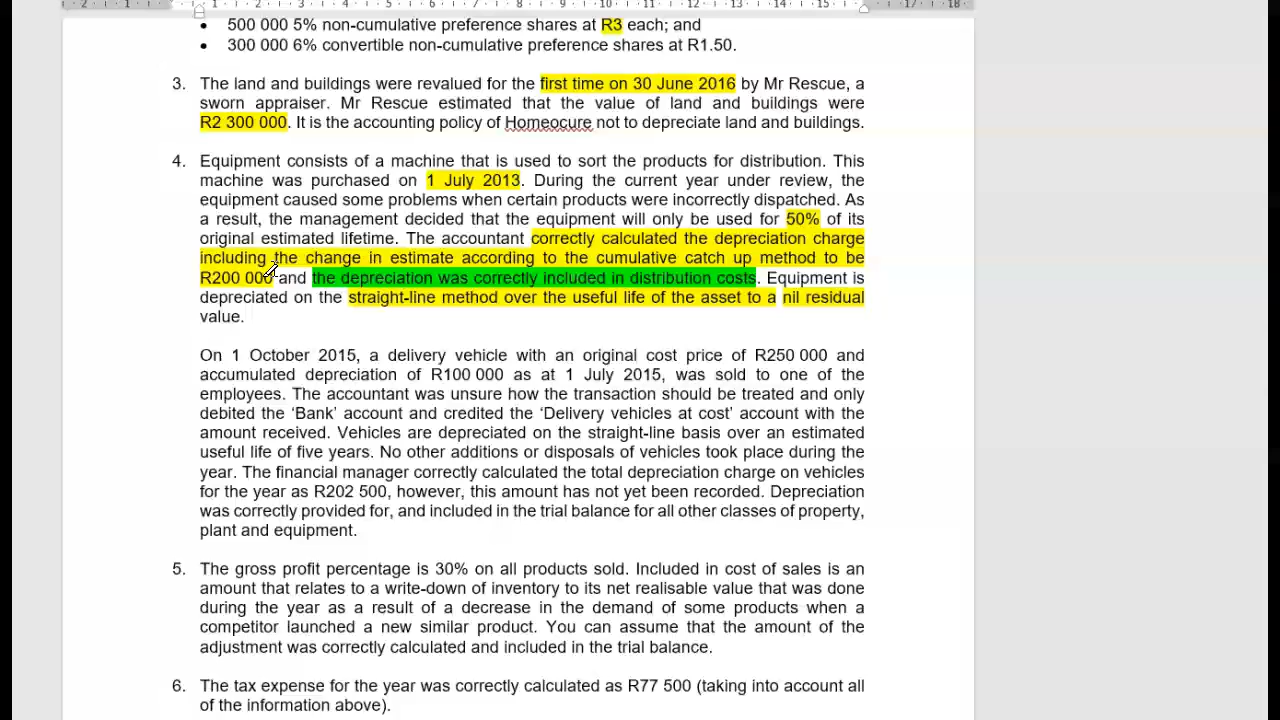 2 1 1 2 3 4 5 6 7 8 9 10 11 12 13 14 15 17 18
• 500 000 5% non-cumulative preference shares at R3 each; and
• 300 000 6% convertible non-cumulative preference shares at R1.50.
3. The land and buildings were revalued for the first time on 30 June 2016 by Mr Rescue, a
sworn appraiser. Mr Rescue estimated that the value of land and buildings were
R2 300 000. It is the accounting policy of Homeocure not to depreciate land and buildings.
4. Equipment consists of a machine that is used to sort the products for distribution. This
machine was purchased on 1 July 2013. During the current year under review, the
equipment caused some problems when certain products were incorrectly dispatched. As
a result, the management decided that the equipment will only be used for 50% of its
original estimated lifetime. The accountant correctly calculated the depreciation charge
including the change in estimate according to the cumulative catch up method to be
R200 000 and the depreciation was correctly included in distribution costs. Equipment is
depreciated on the straight-line method over the useful life of the asset to a nil residual
value.
On 1 October 2015, a delivery vehicle with an original cost price of R250 000 and
accumulated depreciation of R100 000 as at 1 July 2015, was sold to one of the
employees. The accountant was unsure how the transaction should be treated and only
debited the ‘Bank’ account and credited the ‘Delivery vehicles at cost’ account with the
amount received. Vehicles are depreciated on the straight-line basis over an estimated
useful life of five years. No other additions or disposals of vehicles took place during the
year. The financial manager correctly calculated the total depreciation charge on vehicles
for the year as R202 500, however, this amount has not yet been recorded. Depreciation
was correctly provided for, and included in the trial balance for all other classes of property,
plant and equipment.
5. The gross profit percentage is 30% on all products sold. Included in cost of sales is an
amount that relates to a write-down of inventory to its net realisable value that was done
during the year as a result of a decrease in the demand of some products when a
competitor launched a new similar product. You can assume that the amount of the
adjustment was correctly calculated and included in the trial balance.
6. The tax expense for the year was correctly calculated as R77 500 (taking into account all
of the information above).